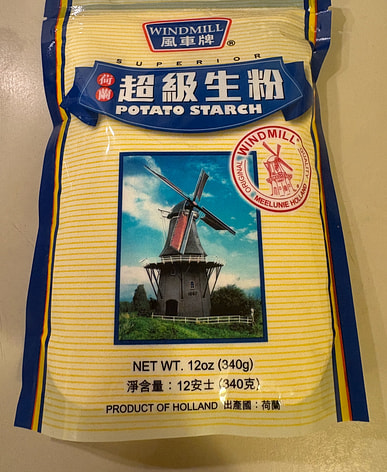 WINDMILL
風車牌®
SUPERIOR
荷蘭
超級生粉
POTATO STARCH
ORIGINAL WINDMILL QUALITY
MEELUNIE HOLLAND
NET WT. 12oz (340g)
淨含量：12安士 (340克)
PRODUCT OF HOLLAND 出產國：荷蘭